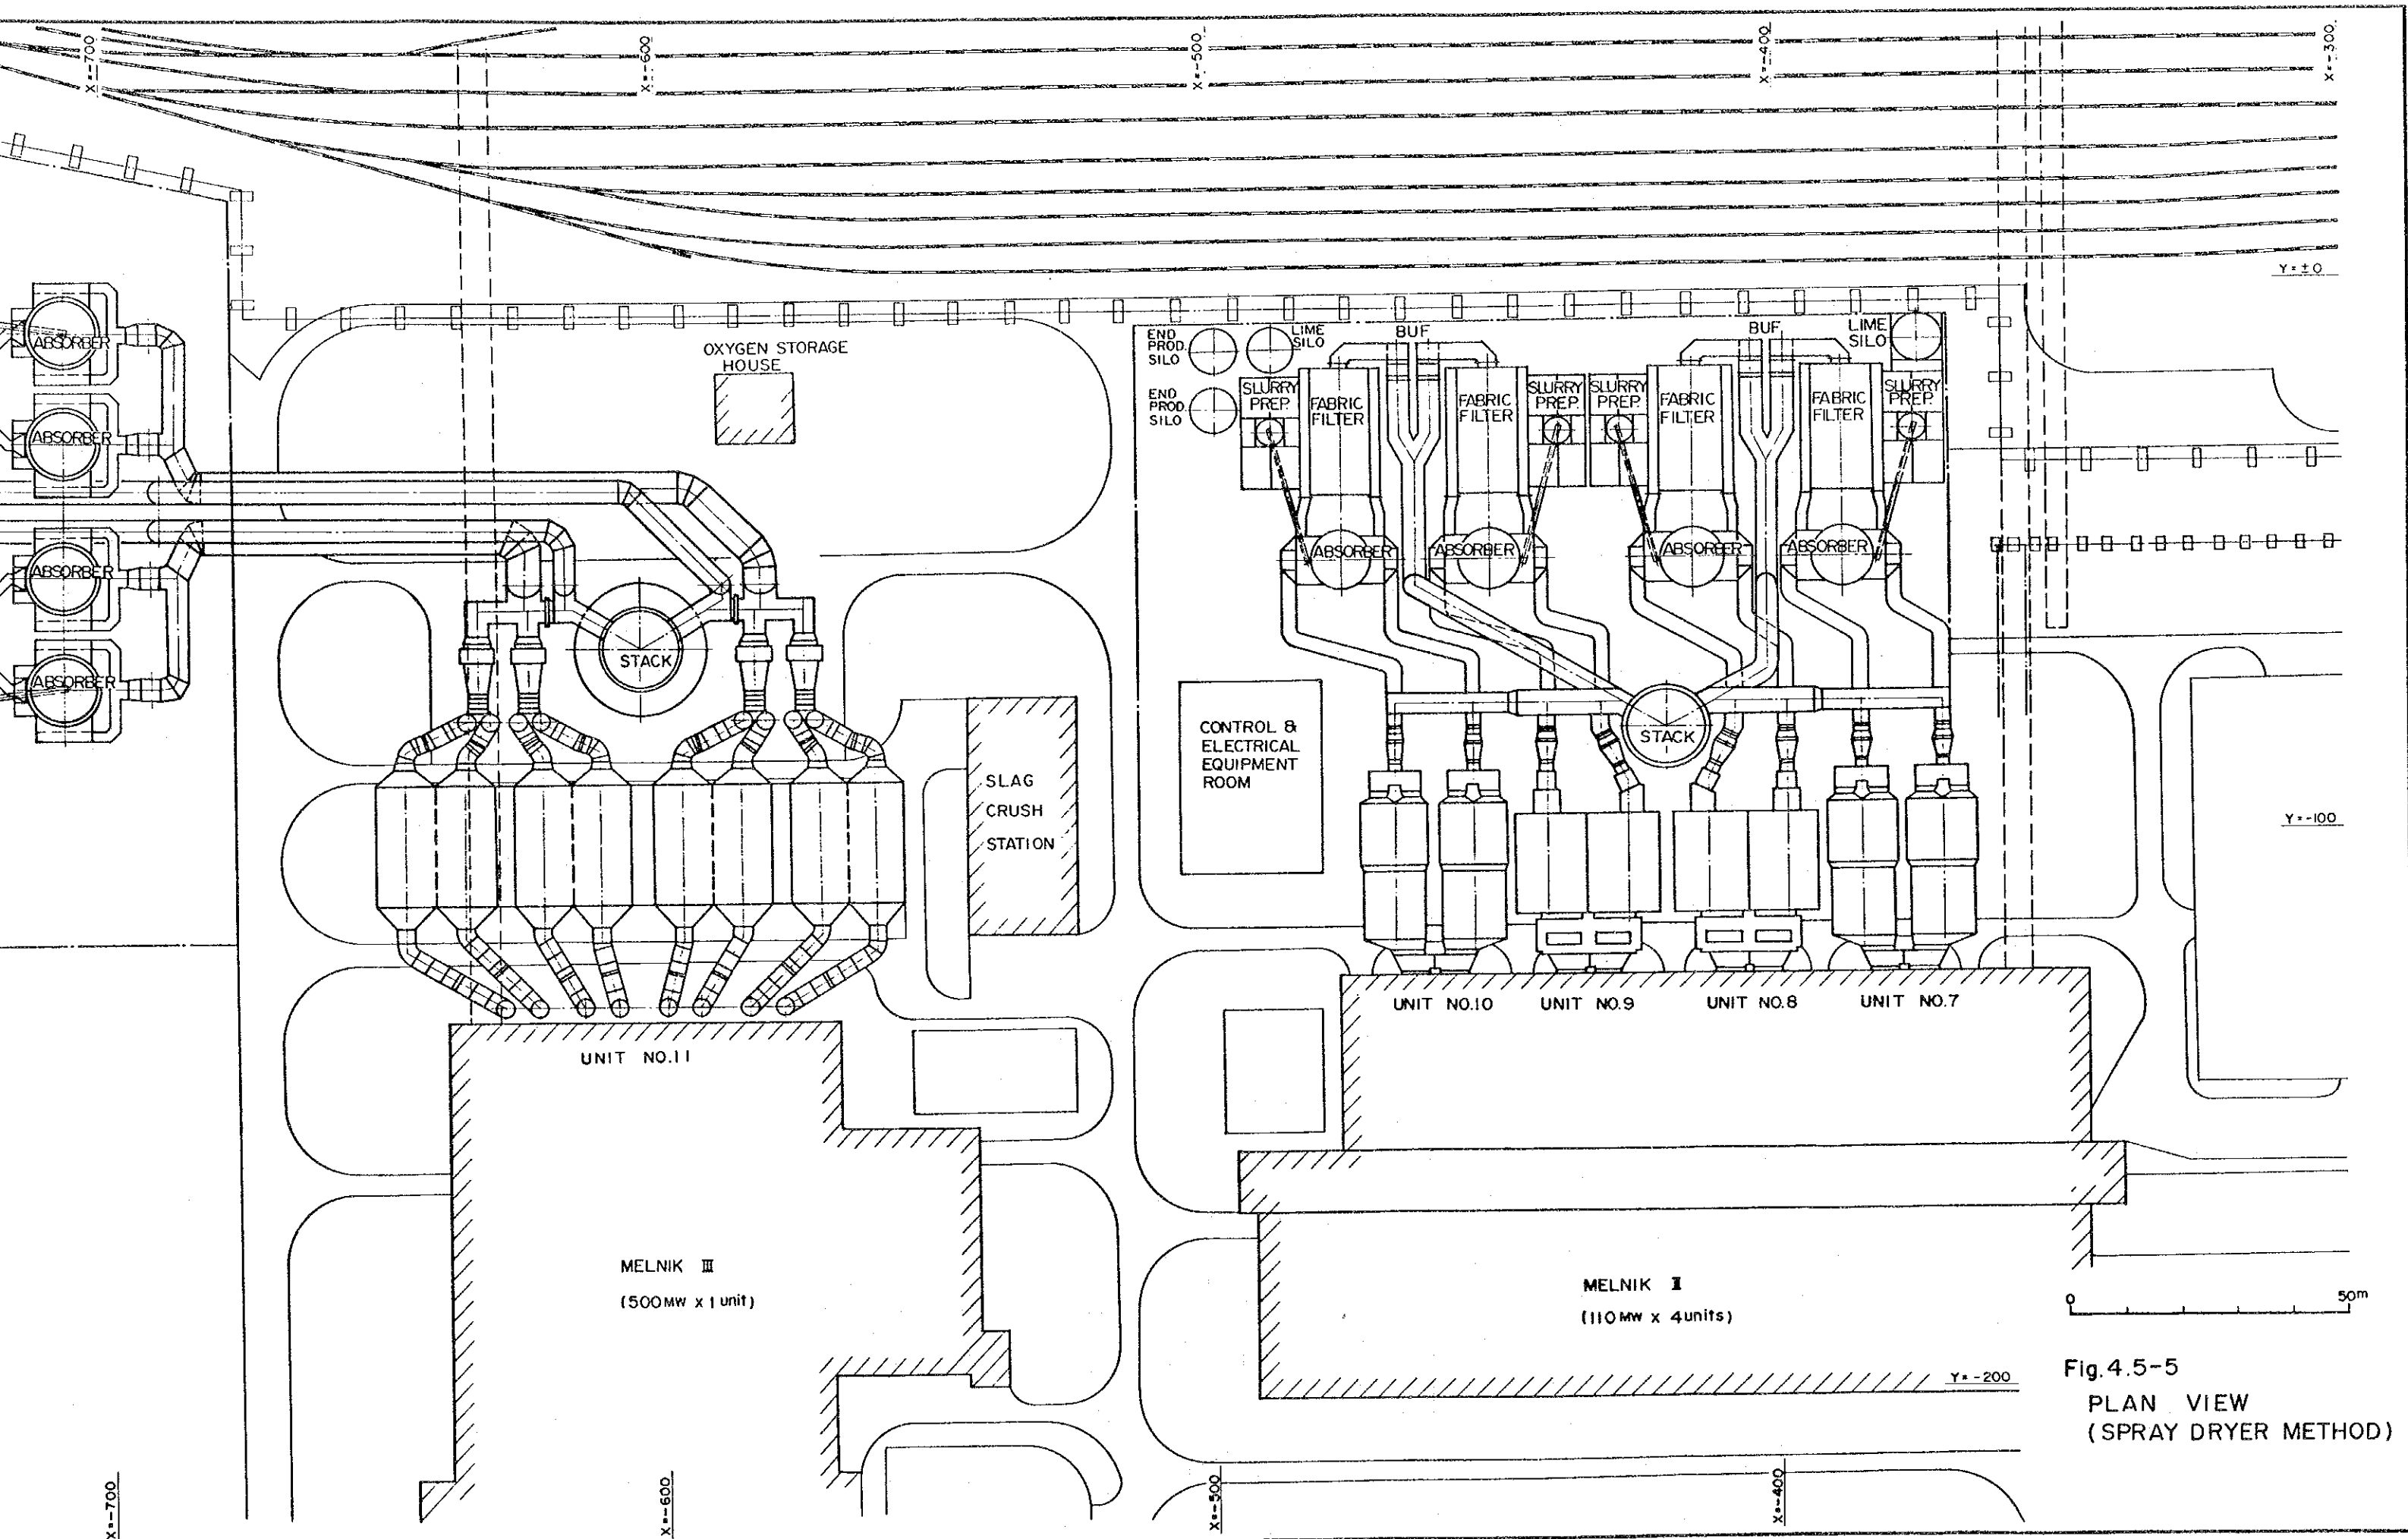 X=-700
X=-600
X=-500
X=-400
X=-300
Y=±0
ABSORBER
ABSORBER
ABSORBER
ABSORBER
OXYGEN STORAGE
HOUSE
END
PROD.
SILO
LIME
SILO
BUF
BUF
LIME
SILO
END
PROD.
SILO
SLURRY
PREP.
FABRIC
FILTER
FABRIC
FILTER
SLURRY
PREP.
SLURRY
PREP.
FABRIC
FILTER
FABRIC
FILTER
SLURRY
PREP.
ABSORBER
ABSORBER
ABSORBER
ABSORBER
STACK
STACK
CONTROL &
ELECTRICAL
EQUIPMENT
ROOM
SLAG
CRUSH
STATION
Y=-100
UNIT NO.10
UNIT NO.9
UNIT NO.8
UNIT NO.7
UNIT NO.11
MELNIK III
(500MW x 1 unit)
MELNIK II
(110MW x 4units)
0
50m
Y=-200
Fig.4.5-5
PLAN VIEW
(SPRAY DRYER METHOD)
X=-700
X=-600
X=-500
X=-400